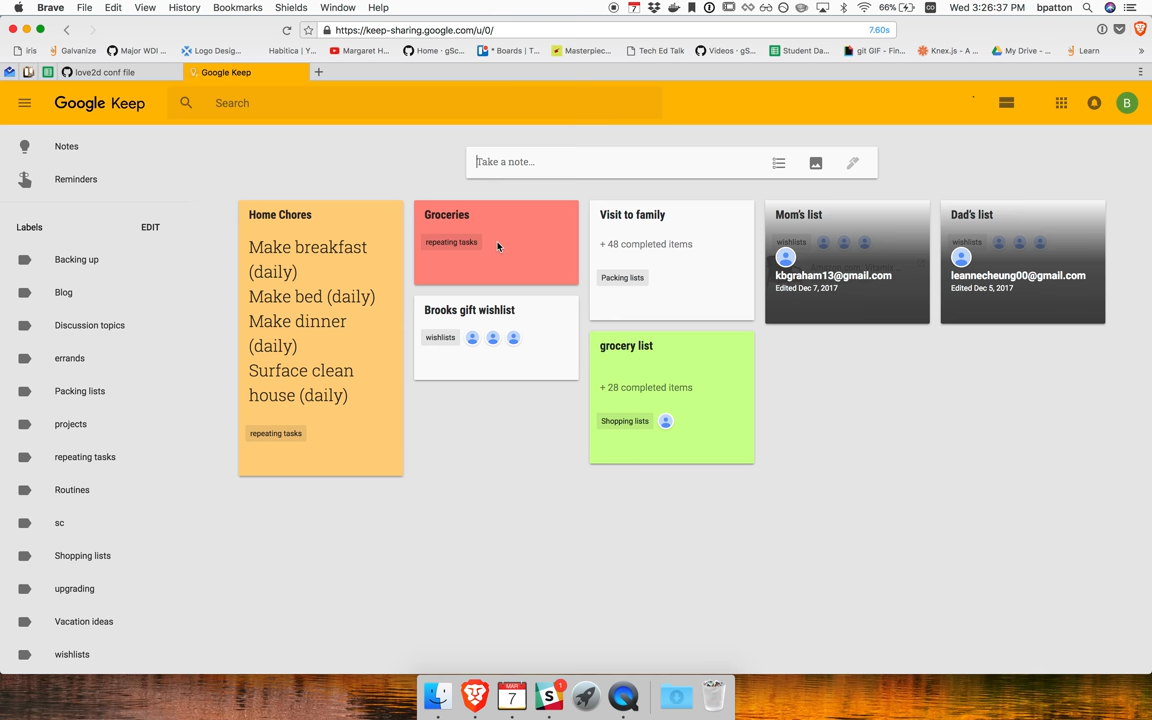 Brave File Edit View History Bookmarks Shields Window Help 7 66% Wed 3:26:37 PM bpatton
https://keep-sharing.google.com/u/0/ 7.60s
iris Galvanize Major WDI ... Logo Desig... Habitica | Y... Margaret H... Home · gSc... * Boards | T... Masterpiec... Tech Ed Talk Videos · gS... Student Da... git GIF - Fin... Knex.js - A ... My Drive - ... Learn »
love2d conf file Google Keep +
Google Keep Search B
Notes
Reminders
Labels EDIT
Backing up
Blog
Discussion topics
errands
Packing lists
projects
repeating tasks
Routines
sc
Shopping lists
upgrading
Vacation ideas
wishlists
Take a note...
Home Chores
Make breakfast
(daily)
Make bed (daily)
Make dinner
(daily)
Surface clean
house (daily)
repeating tasks
Groceries
repeating tasks
Brooks gift wishlist
wishlists
Visit to family
+ 48 completed items
Packing lists
grocery list
+ 28 completed items
Shopping lists
Mom's list
wishlists
kbgraham13@gmail.com
Edited Dec 7, 2017
Dad's list
wishlists
leannecheung00@gmail.com
Edited Dec 5, 2017
MAR
7
S
1